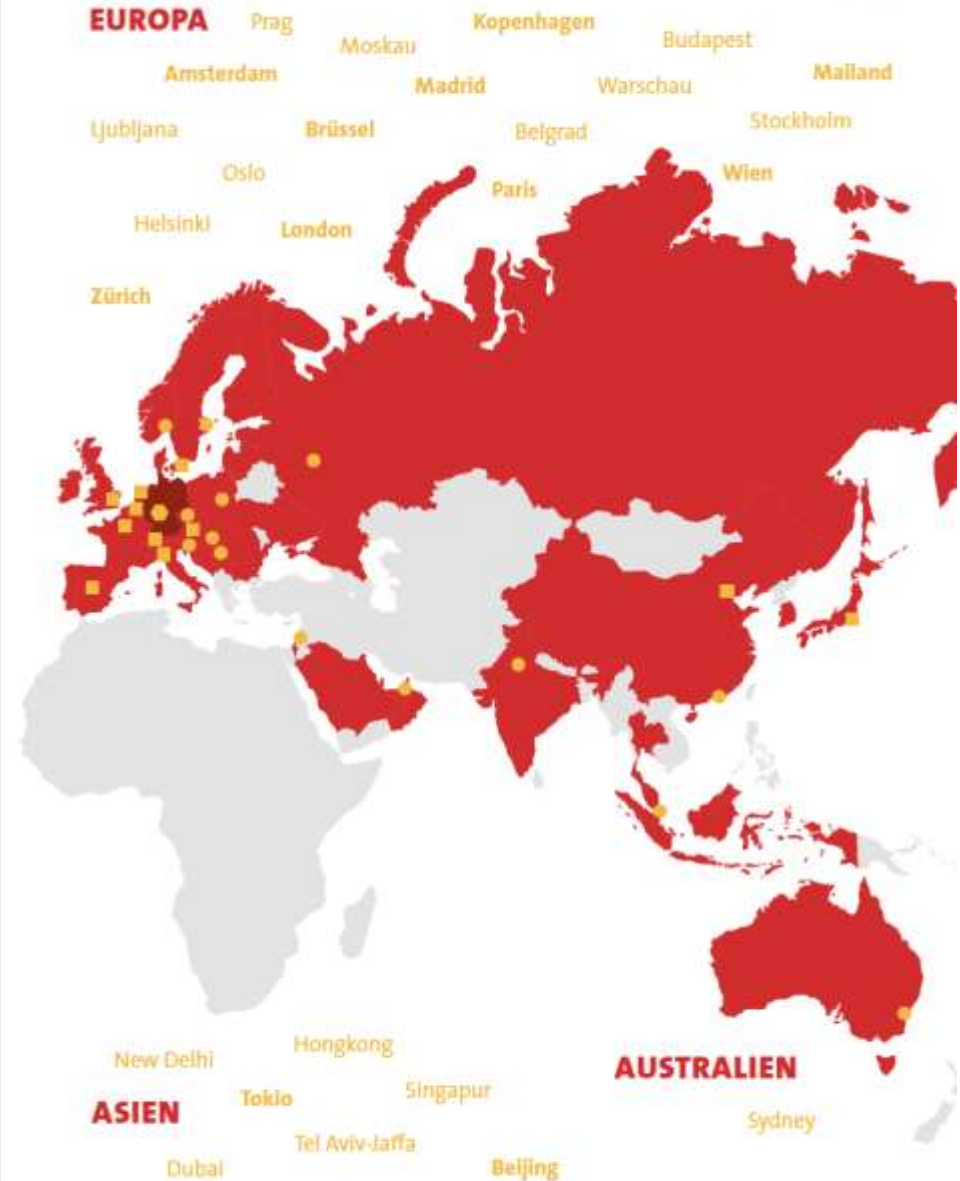 EUROPA
Prag
Kopenhagen
Moskau
Budapest
Amsterdam
Madrid
Warschau
Mailand
Ljubljana
Brüssel
Belgrad
Stockholm
Oslo
Paris
Wien
Helsinki
London
Zürich
New Delhi
Hongkong
AUSTRALIEN
ASIEN
Tokio
Singapur
Sydney
Tel Aviv-Jaffa
Dubai
Beijing